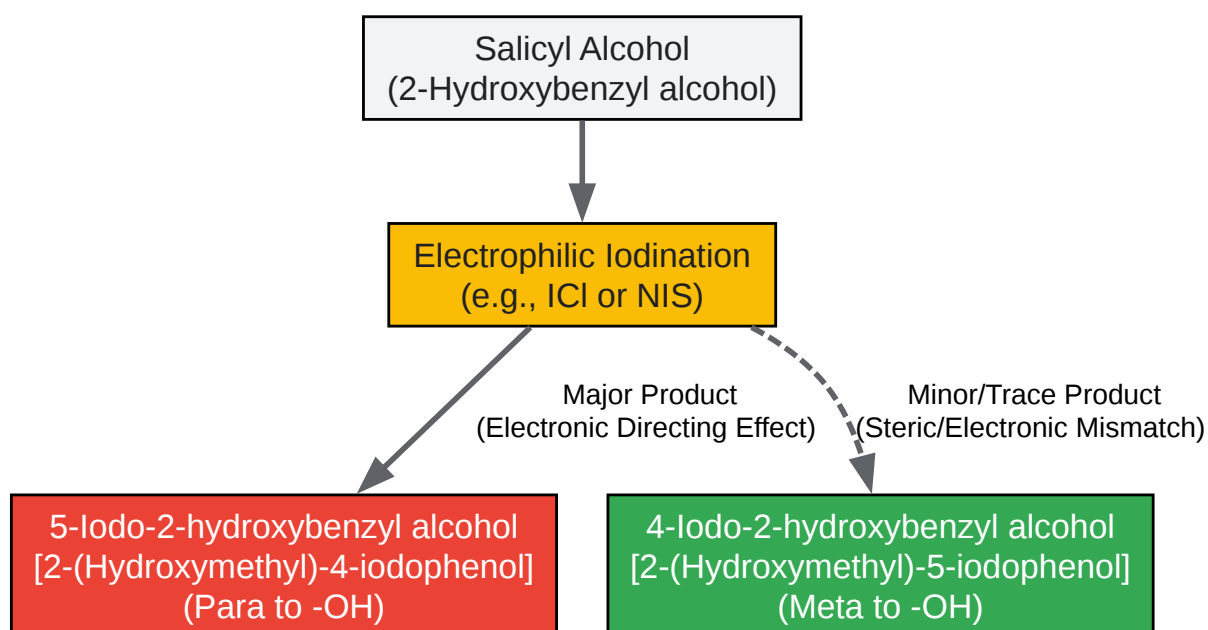 Salicyl Alcohol
(2-Hydroxybenzyl alcohol)
Electrophilic Iodination
(e.g., ICl or NIS)
Major Product
(Electronic Directing Effect)
Minor/Trace Product
(Steric/Electronic Mismatch)
5-Iodo-2-hydroxybenzyl alcohol
[2-(Hydroxymethyl)-4-iodophenol]
(Para to -OH)
4-Iodo-2-hydroxybenzyl alcohol
[2-(Hydroxymethyl)-5-iodophenol]
(Meta to -OH)